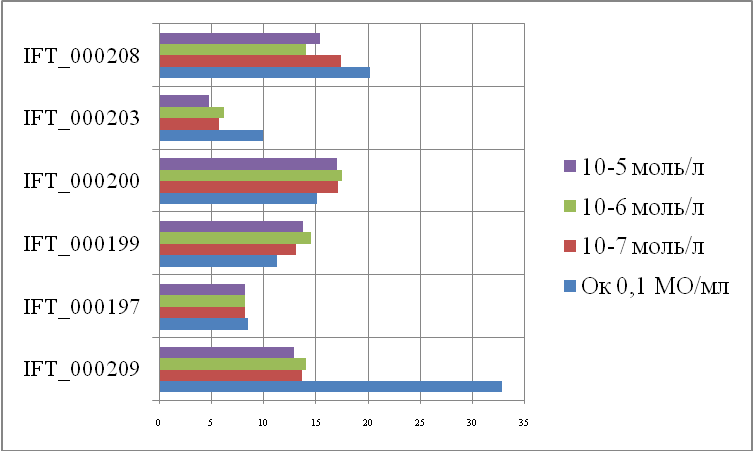 IFT_000208
IFT_000203
IFT_000200
IFT_000199
IFT_000197
IFT_000209
0 5 10 15 20 25 30 35
10-5 моль/л
10-6 моль/л
10-7 моль/л
Ок 0,1 МО/мл